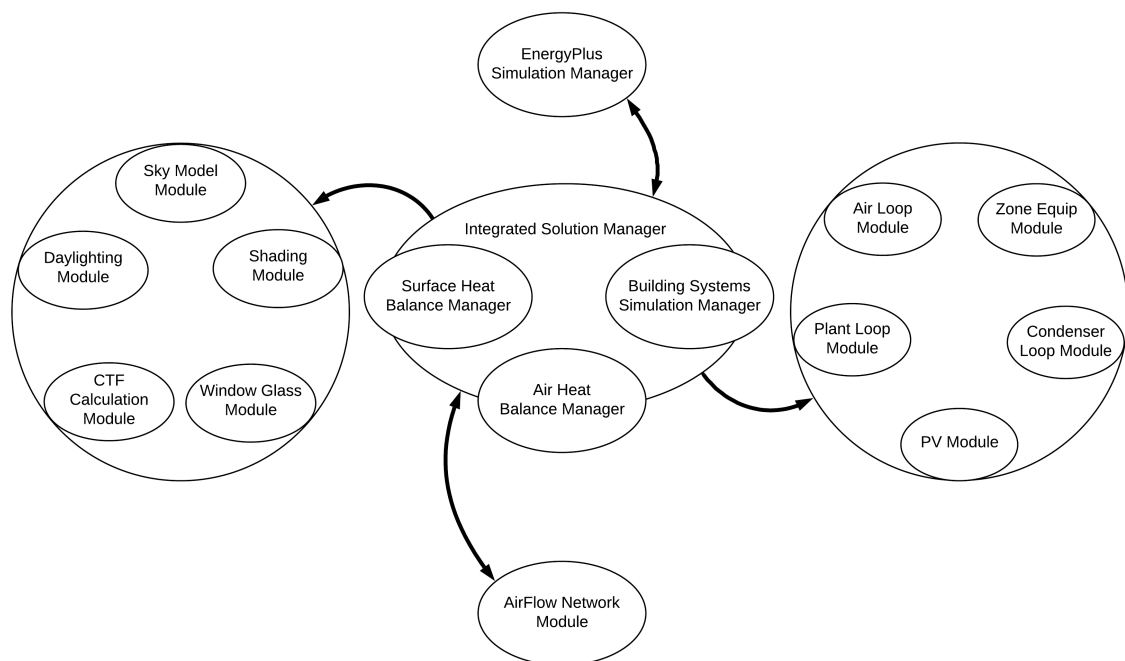 EnergyPlus
Simulation Manager
Sky Model
Module
Daylighting
Module
Shading
Module
CTF
Calculation
Module
Window Glass
Module
Integrated Solution Manager
Surface Heat
Balance Manager
Building Systems
Simulation Manager
Air Heat
Balance Manager
Air Loop
Module
Zone Equip
Module
Plant Loop
Module
Condenser
Loop Module
PV Module
AirFlow Network
Module